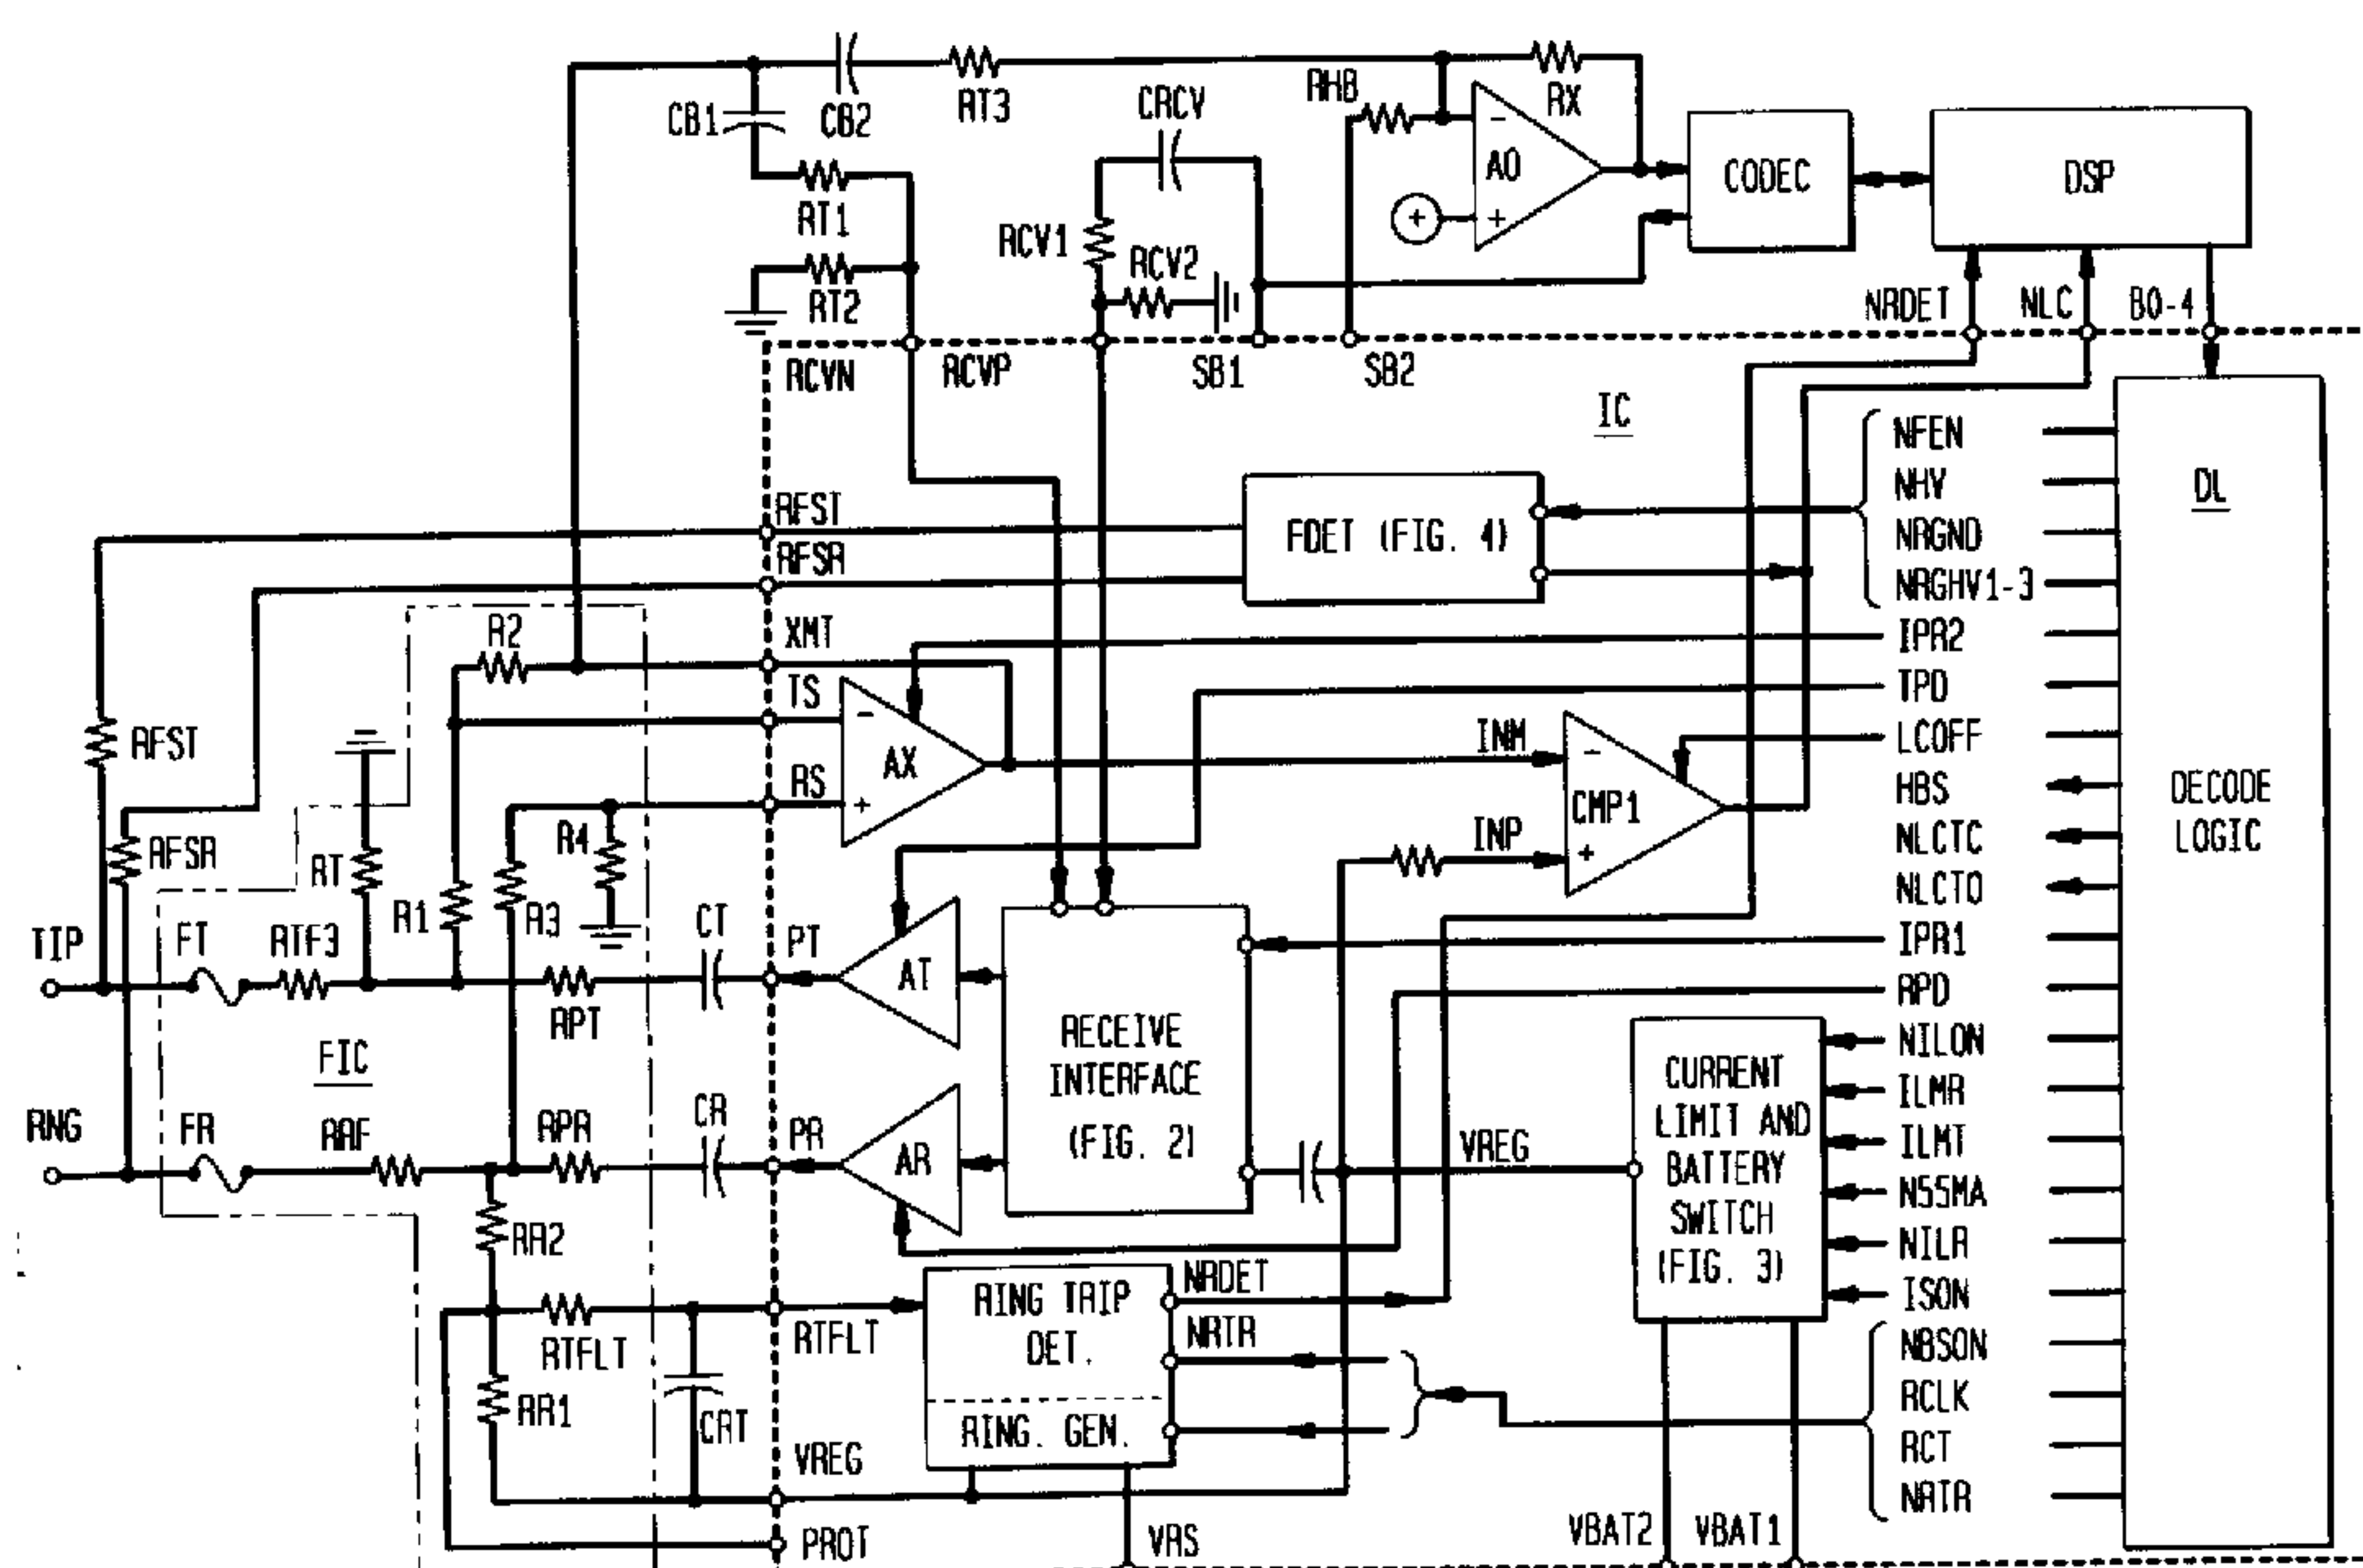 CB1
CB2
RT3
RHB
RX
CRCV
A0
−
+
+
CODEC
DSP
RT1
RCV1
RCV2
RT2
NRDET
NLC
B0-4
RCVN
RCVP
SB1
SB2
IC
NFEN
NHV
NRGND
NRGHV1-3
DL
RFST
RFSR
FDET (FIG. 4)
R2
XMT
IPR2
TS
TPD
RFST
−
AX
+
RS
INM
−
CMP1
+
INP
LCOFF
HBS
NLCTC
NLCTO
DECODE
LOGIC
RFSR
RT
R1
R4
R3
TIP
FT
RTF3
CT
PT
AT
IPR1
RPD
RPT
RECEIVE
INTERFACE
(FIG. 2)
FIC
RNG
FR
RRF
RPR
CR
PR
AR
VREG
CURRENT
LIMIT AND
BATTERY
SWITCH
(FIG. 3)
NILON
ILMR
ILMT
NSSMA
NILR
ISON
RR2
RTFLT
RTFLT
RING TRIP
DET.
NRDET
NRTR
RING. GEN.
NBSON
RCLK
RCT
NRTR
RR1
CRT
VREG
PROT
VRS
VBAT2
VBAT1